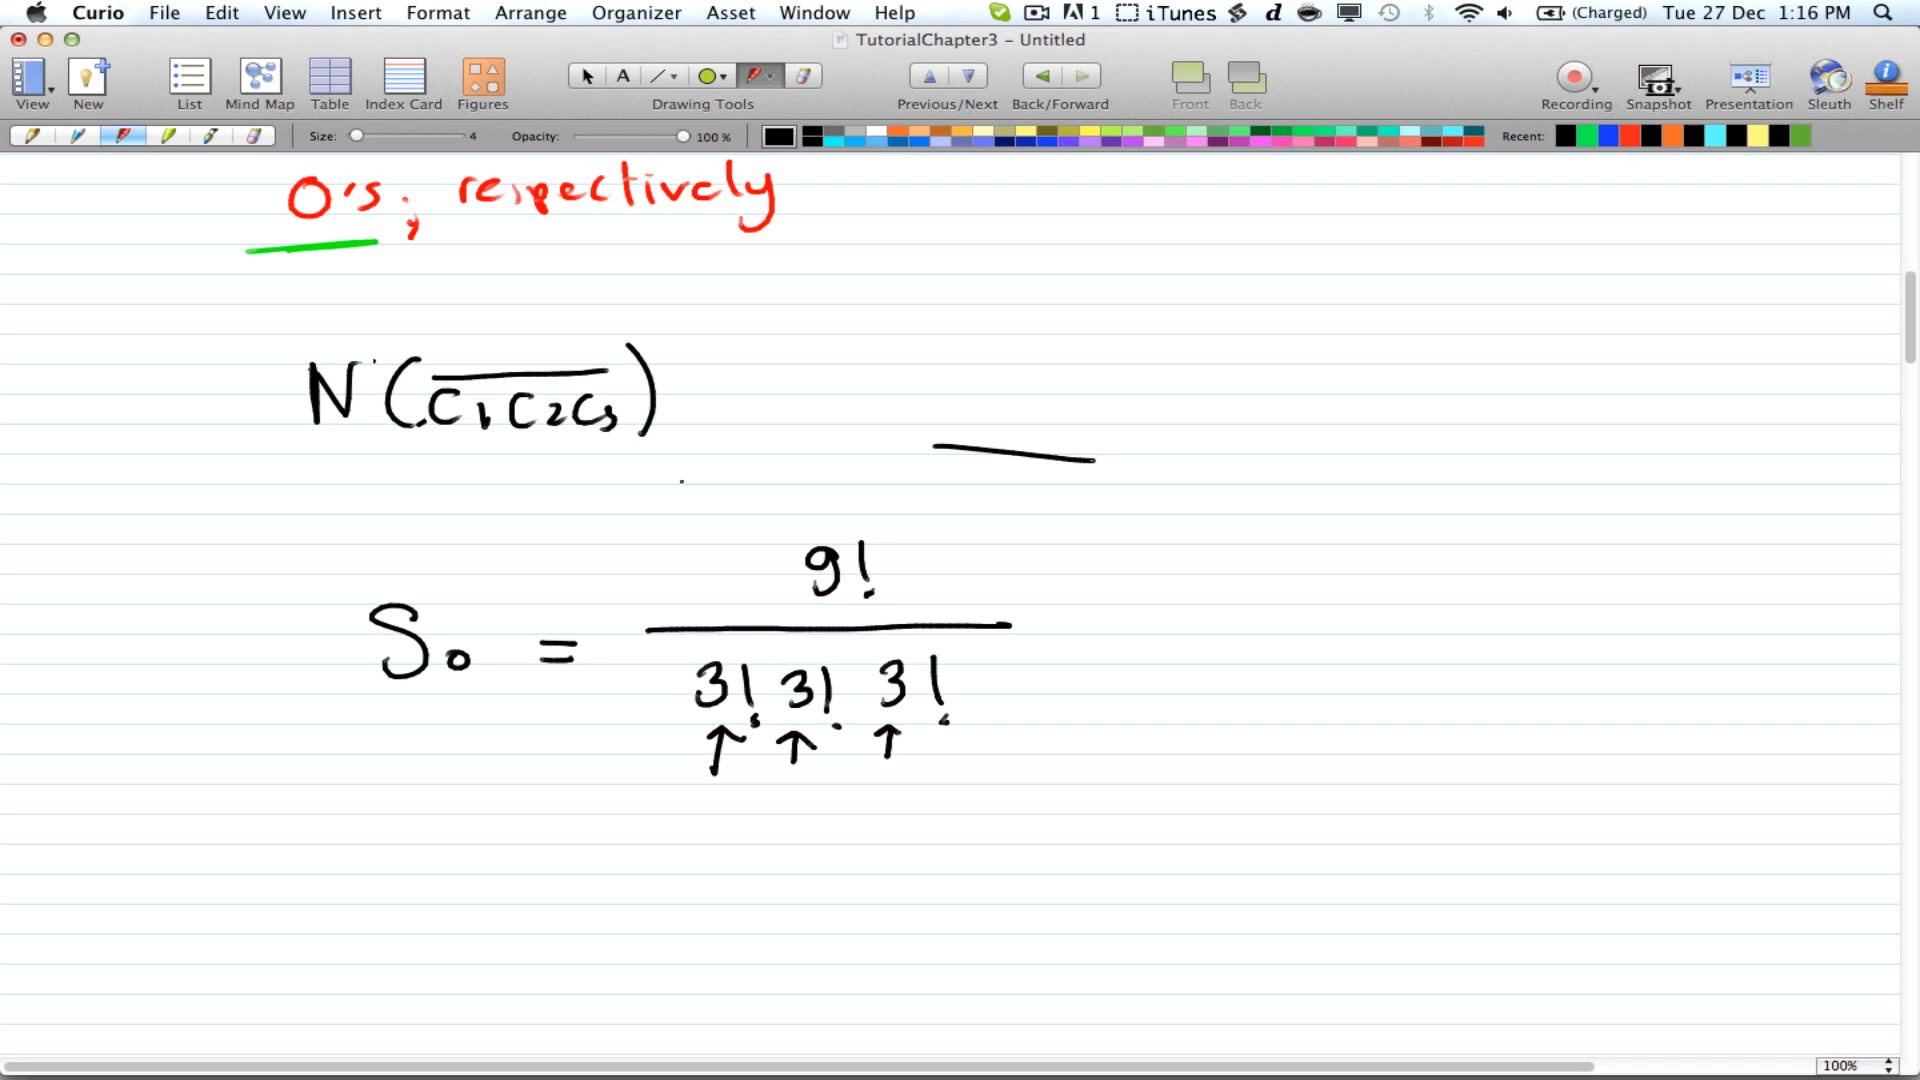 Curio File Edit View Insert Format Arrange Organizer Asset Window Help 1 iTunes d (Charged) Tue 27 Dec 1:16 PM
TutorialChapter3 – Untitled
View New List Mind Map Table Index Card Figures Drawing Tools Previous/Next Back/Forward Front Back Recording Snapshot Presentation Sleuth Shelf
Size: 4 Opacity: 100 % Recent:
O's; respectively
N(\overline{C1C2C3})
9!
S0 = ———
3! 3! 3!
100%